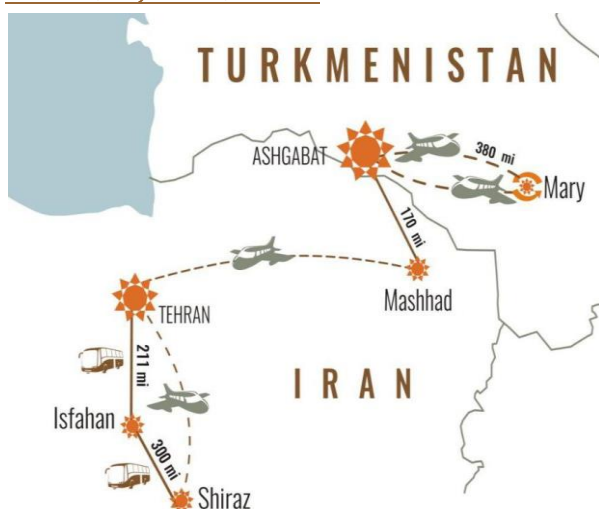 TURKMENISTAN
ASHGABAT
380 mi
Mary
170 mi
Mashhad
TEHRAN
211 mi
IRAN
Isfahan
300 mi
Shiraz